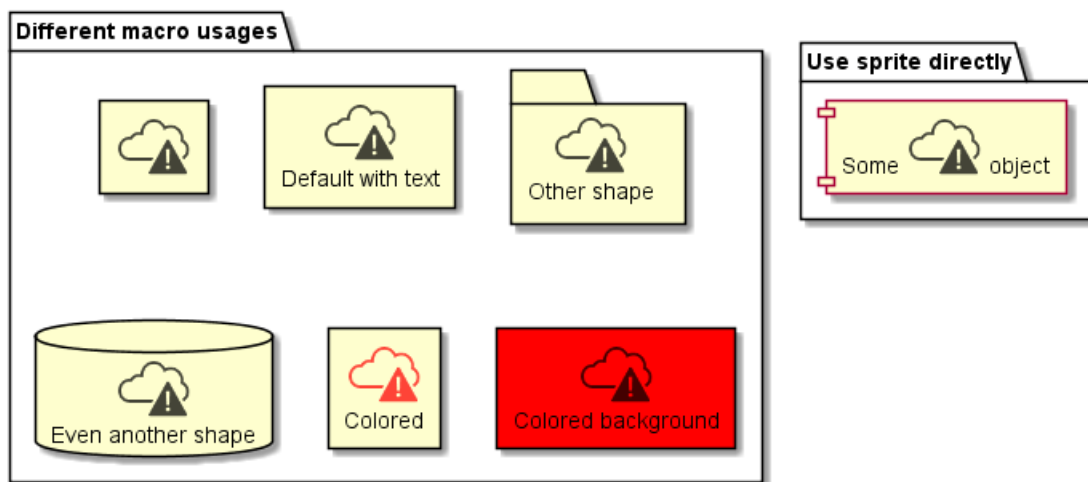 Different macro usages
Use sprite directly
Default with text
Other shape
Some object
Even another shape
Colored
Colored background